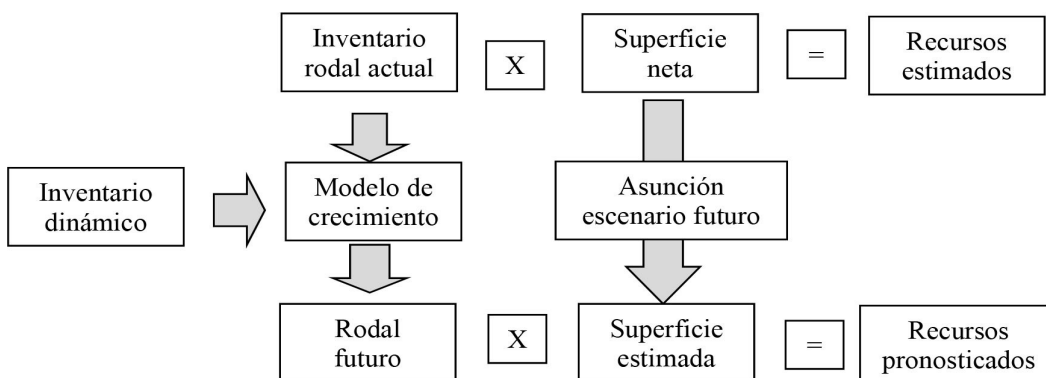 Inventario
rodal actual
X
Superficie
neta
=
Recursos
estimados
Inventario
dinámico
Modelo de
crecimiento
Asunción
escenario futuro
Rodal
futuro
X
Superficie
estimada
=
Recursos
pronosticados